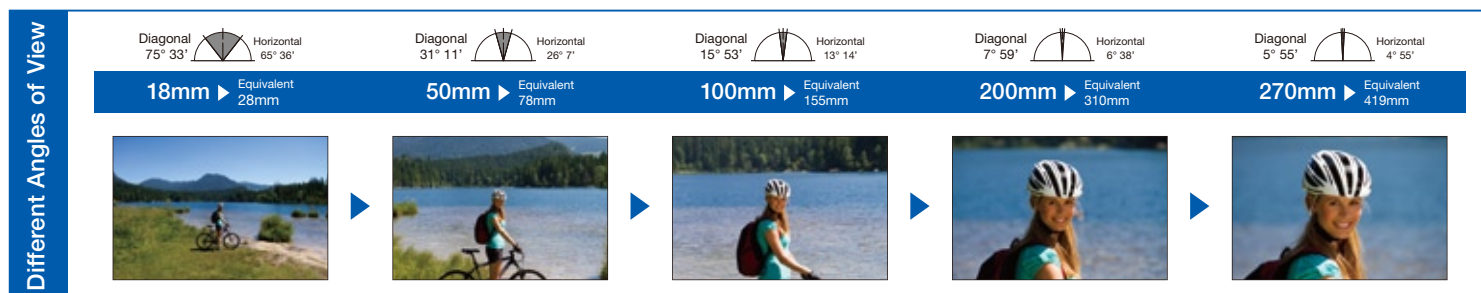 Different Angles of View
Diagonal
75° 33’
Horizontal
65° 36’
18mm
Equivalent
28mm
Diagonal
31° 11’
Horizontal
26° 7’
50mm
Equivalent
78mm
Diagonal
15° 53’
Horizontal
13° 14’
100mm
Equivalent
155mm
Diagonal
7° 59’
Horizontal
6° 38’
200mm
Equivalent
310mm
Diagonal
5° 55’
Horizontal
4° 55’
270mm
Equivalent
419mm